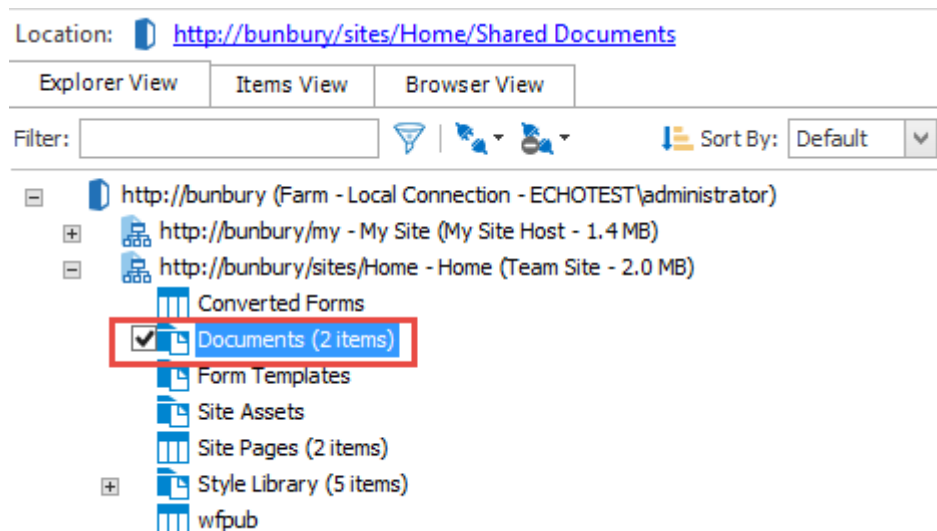 Location: http://bunbury/sites/Home/Shared Documents
Explorer View Items View Browser View
Filter: Sort By: Default
http://bunbury (Farm - Local Connection - ECHOTEST\administrator)
http://bunbury/my - My Site (My Site Host - 1.4 MB)
http://bunbury/sites/Home - Home (Team Site - 2.0 MB)
Converted Forms
Documents (2 items)
Form Templates
Site Assets
Site Pages (2 items)
Style Library (5 items)
wfpub